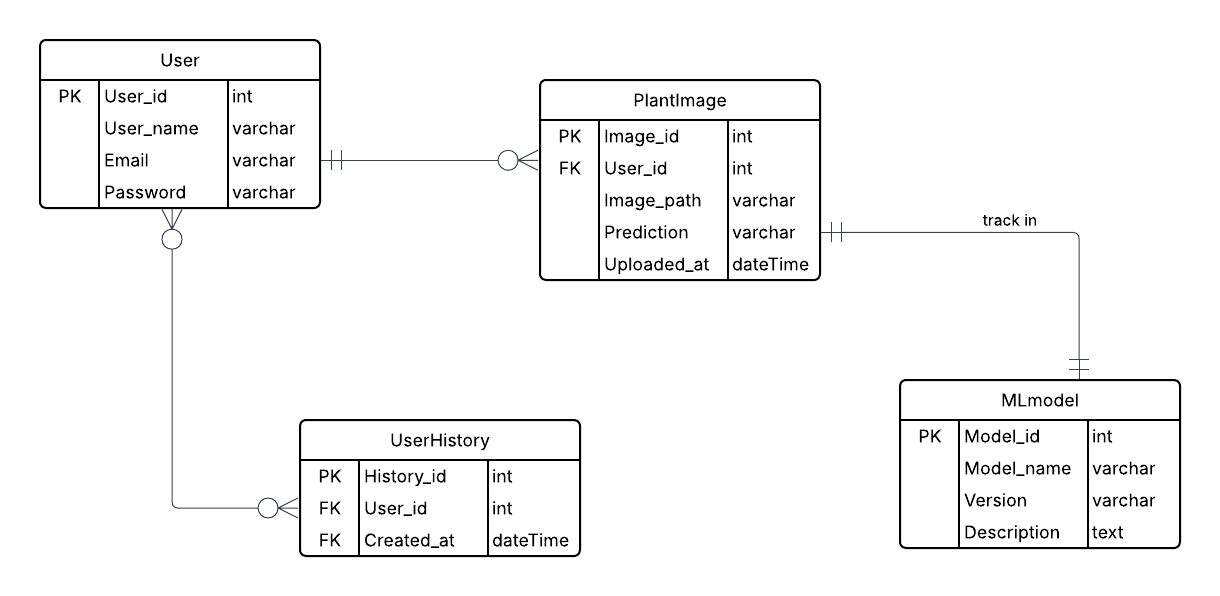 User
PK User_id int
User_name varchar
Email varchar
Password varchar
PlantImage
PK Image_id int
FK User_id int
Image_path varchar
Prediction varchar
Uploaded_at dateTime
track in
MLmodel
PK Model_id int
Model_name varchar
Version varchar
Description text
UserHistory
PK History_id int
FK User_id int
FK Created_at dateTime